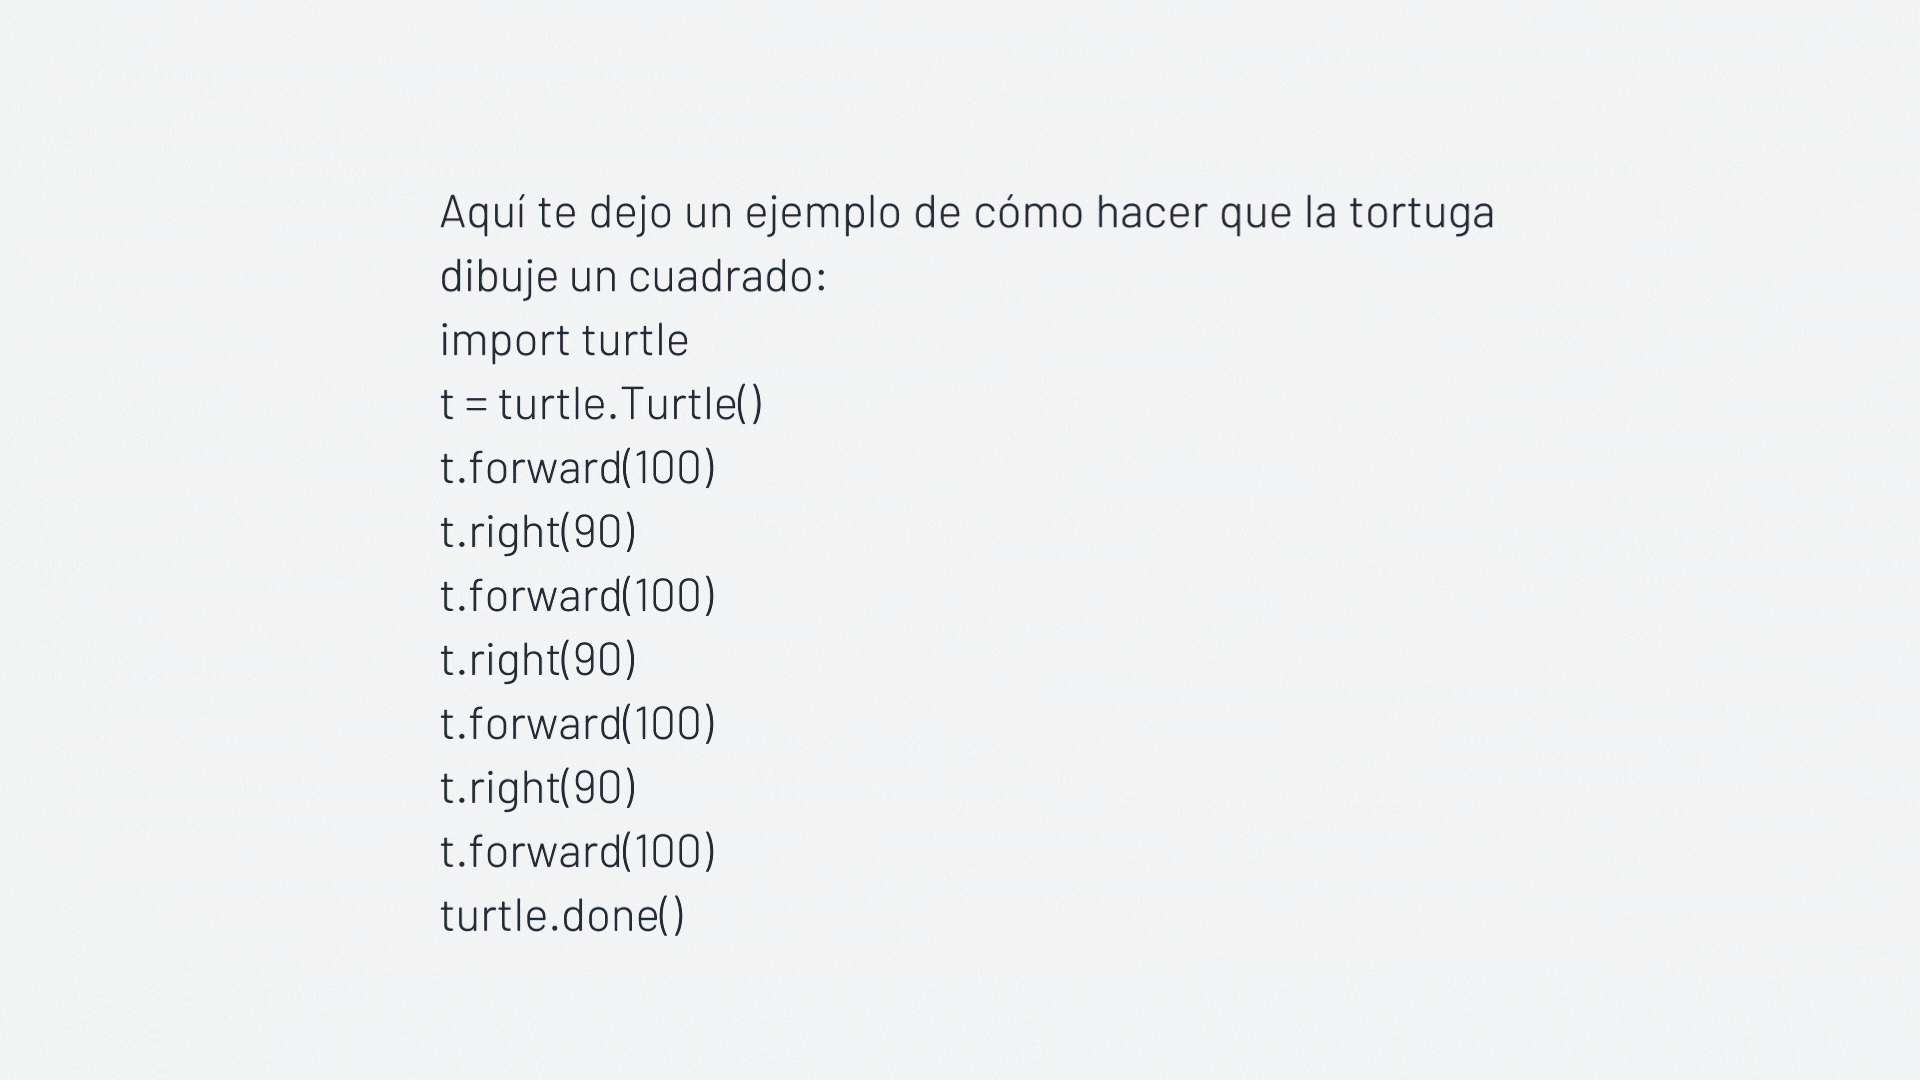 Aquí te dejo un ejemplo de cómo hacer que la tortuga
dibuje un cuadrado:
import turtle
t = turtle.Turtle()
t.forward(100)
t.right(90)
t.forward(100)
t.right(90)
t.forward(100)
t.right(90)
t.forward(100)
turtle.done()